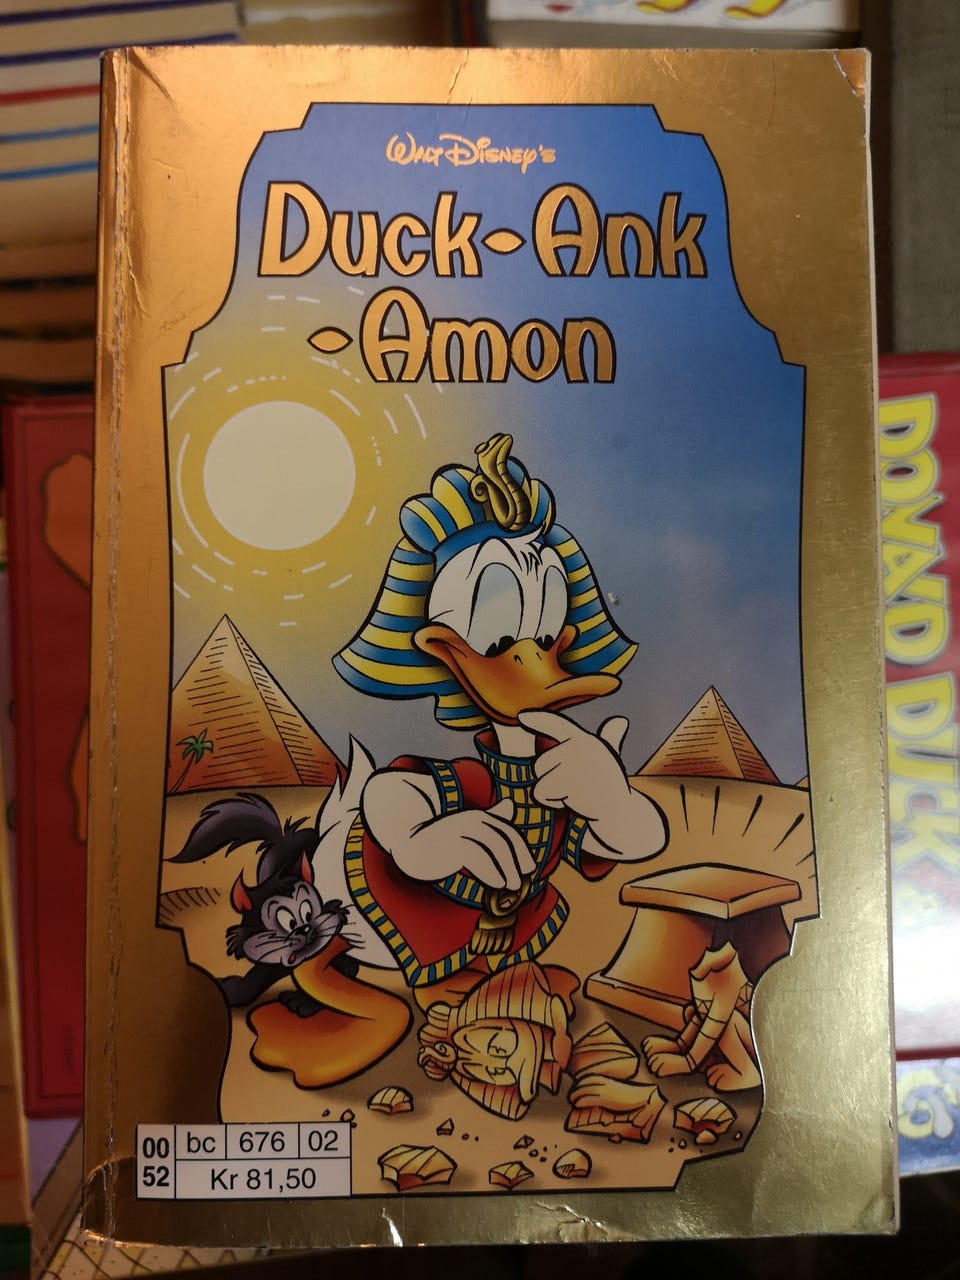 WALT DISNEY'S
Duck-Ank
-Amon
00
52
bc 676 02
Kr 81,50
DONALD DUCK &